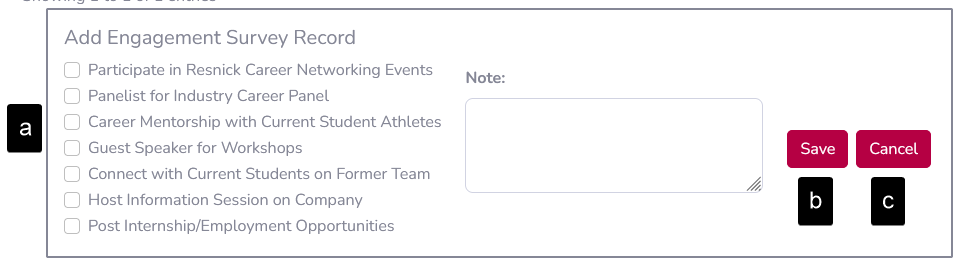 Add Engagement Survey Record
Participate in Resnick Career Networking Events
Panelist for Industry Career Panel
Career Mentorship with Current Student Athletes
Guest Speaker for Workshops
Connect with Current Students on Former Team
Host Information Session on Company
Post Internship/Employment Opportunities
Note:
Save
Cancel
a
b
c